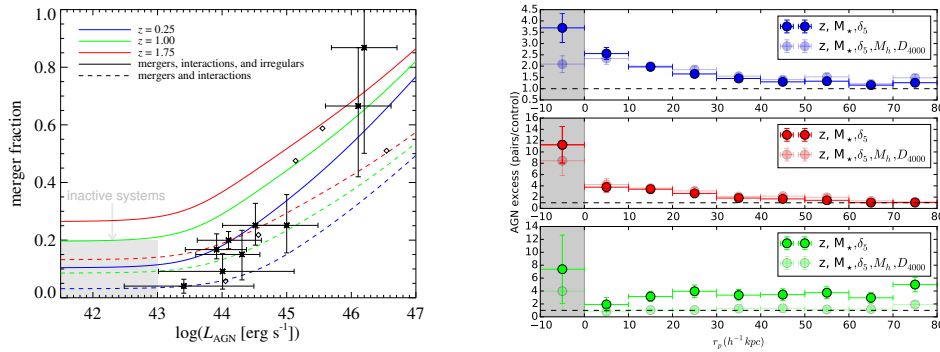 z = 0.25
z = 1.00
z = 1.75
mergers, interactions, and irregulars
mergers and interactions
inactive systems
merger fraction
1.0
0.8
0.6
0.4
0.2
0.0
42 43 44 45 46 47
log(L_AGN [erg s⁻¹])
AGN excess (pairs/control)
4.5
4.0
3.5
3.0
2.5
2.0
1.5
1.0
z, M⋆, δ₅
z, M⋆, δ₅, Mₕ, D₄₀₀₀
−10 0 10 20 30 40 50 60 70 80
16
14
12
10
8
6
4
2
0
z, M⋆, δ₅
z, M⋆, δ₅, Mₕ, D₄₀₀₀
−10 0 10 20 30 40 50 60 70 80
14
12
10
8
6
4
2
0
z, M⋆, δ₅
z, M⋆, δ₅, Mₕ, D₄₀₀₀
−10 0 10 20 30 40 50 60 70 80
r_p (h⁻¹ kpc)